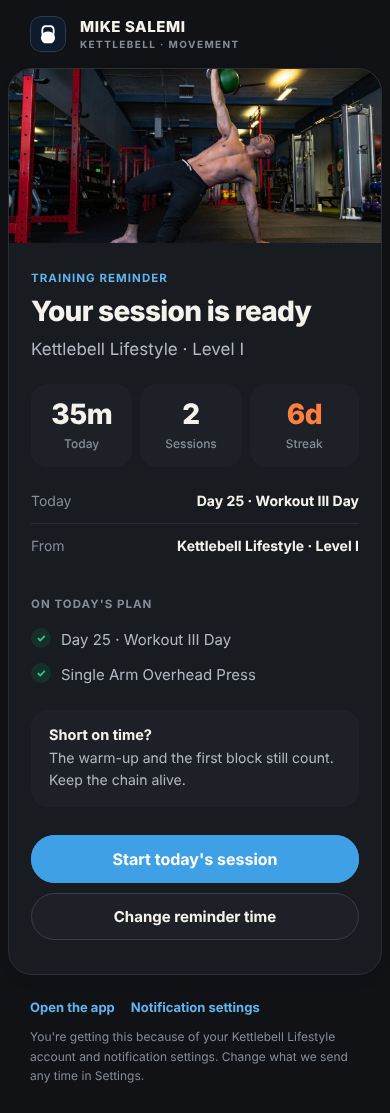 MIKE SALEMI
KETTLEBELL · MOVEMENT
TRAINING REMINDER
Your session is ready
Kettlebell Lifestyle · Level I
35m
Today
2
Sessions
6d
Streak
Today
Day 25 · Workout III Day
From
Kettlebell Lifestyle · Level I
ON TODAY'S PLAN
Day 25 · Workout III Day
Single Arm Overhead Press
Short on time?
The warm-up and the first block still count.
Keep the chain alive.
Start today's session
Change reminder time
Open the app
Notification settings
You're getting this because of your Kettlebell Lifestyle
account and notification settings. Change what we send
any time in Settings.